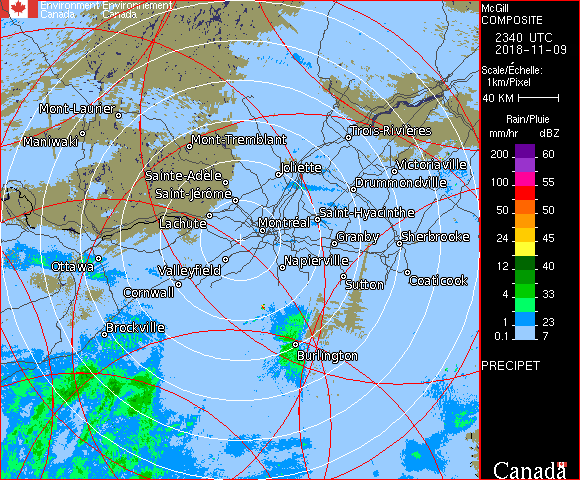 Environment Environnement
Canada Canada
McGill
COMPOSITE
2340 UTC
2018-11-09
Scale/Échelle:
1km/Pixel
40 KM
Rain/Pluie
mm/hr dBZ
200 60
100 55
50 50
24 45
12 40
4 33
1 23
0.1 7
PRECIPET
Canada
Mont-Laurier
Maniwaki
Mont-Tremblant
Trois-Rivières
Sainte-Adèle
Joliette
Victoriaville
Saint-Jérôme
Drummondville
Lachute
Montréal
Saint-Hyacinthe
Granby
Sherbrooke
Ottawa
Valleyfield
Napierville
Cornwall
Sutton
Coaticook
Brockville
Burlington